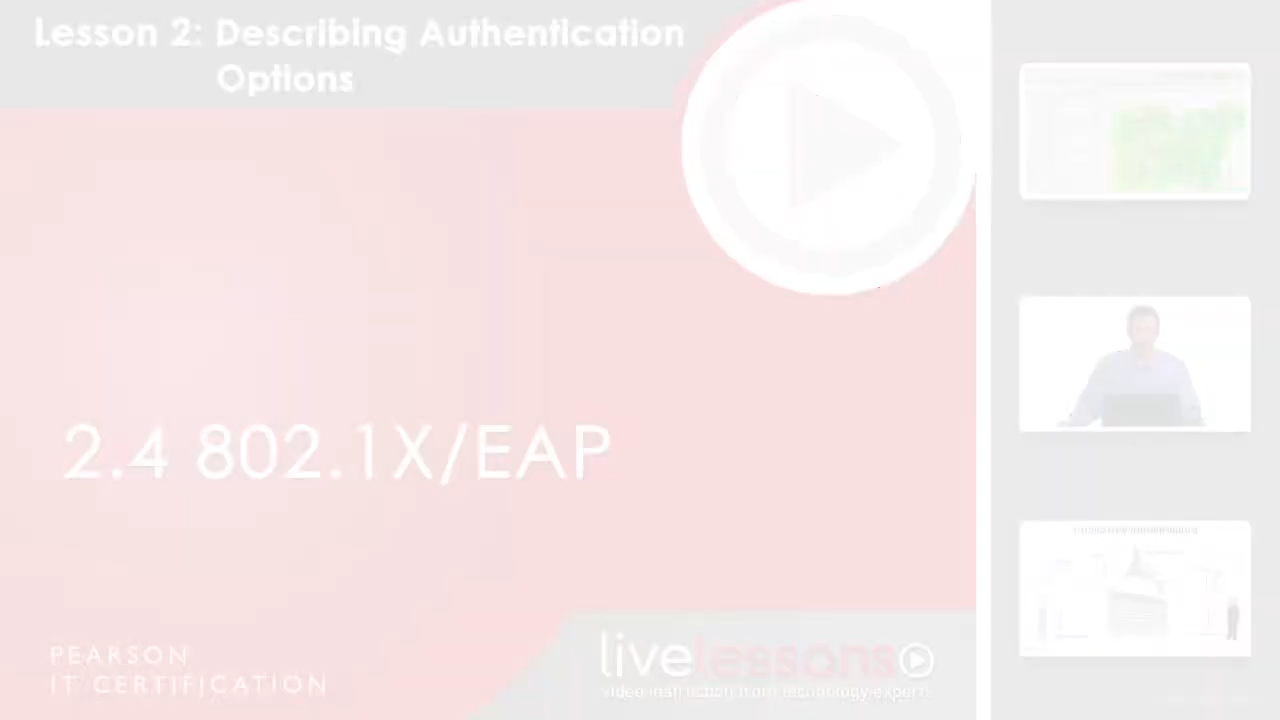 Lesson 2: Describing Authentication
Options
2.4 802.1X/EAP
PEARSON
IT CERTIFICATION
livelessons
video instruction from technology experts